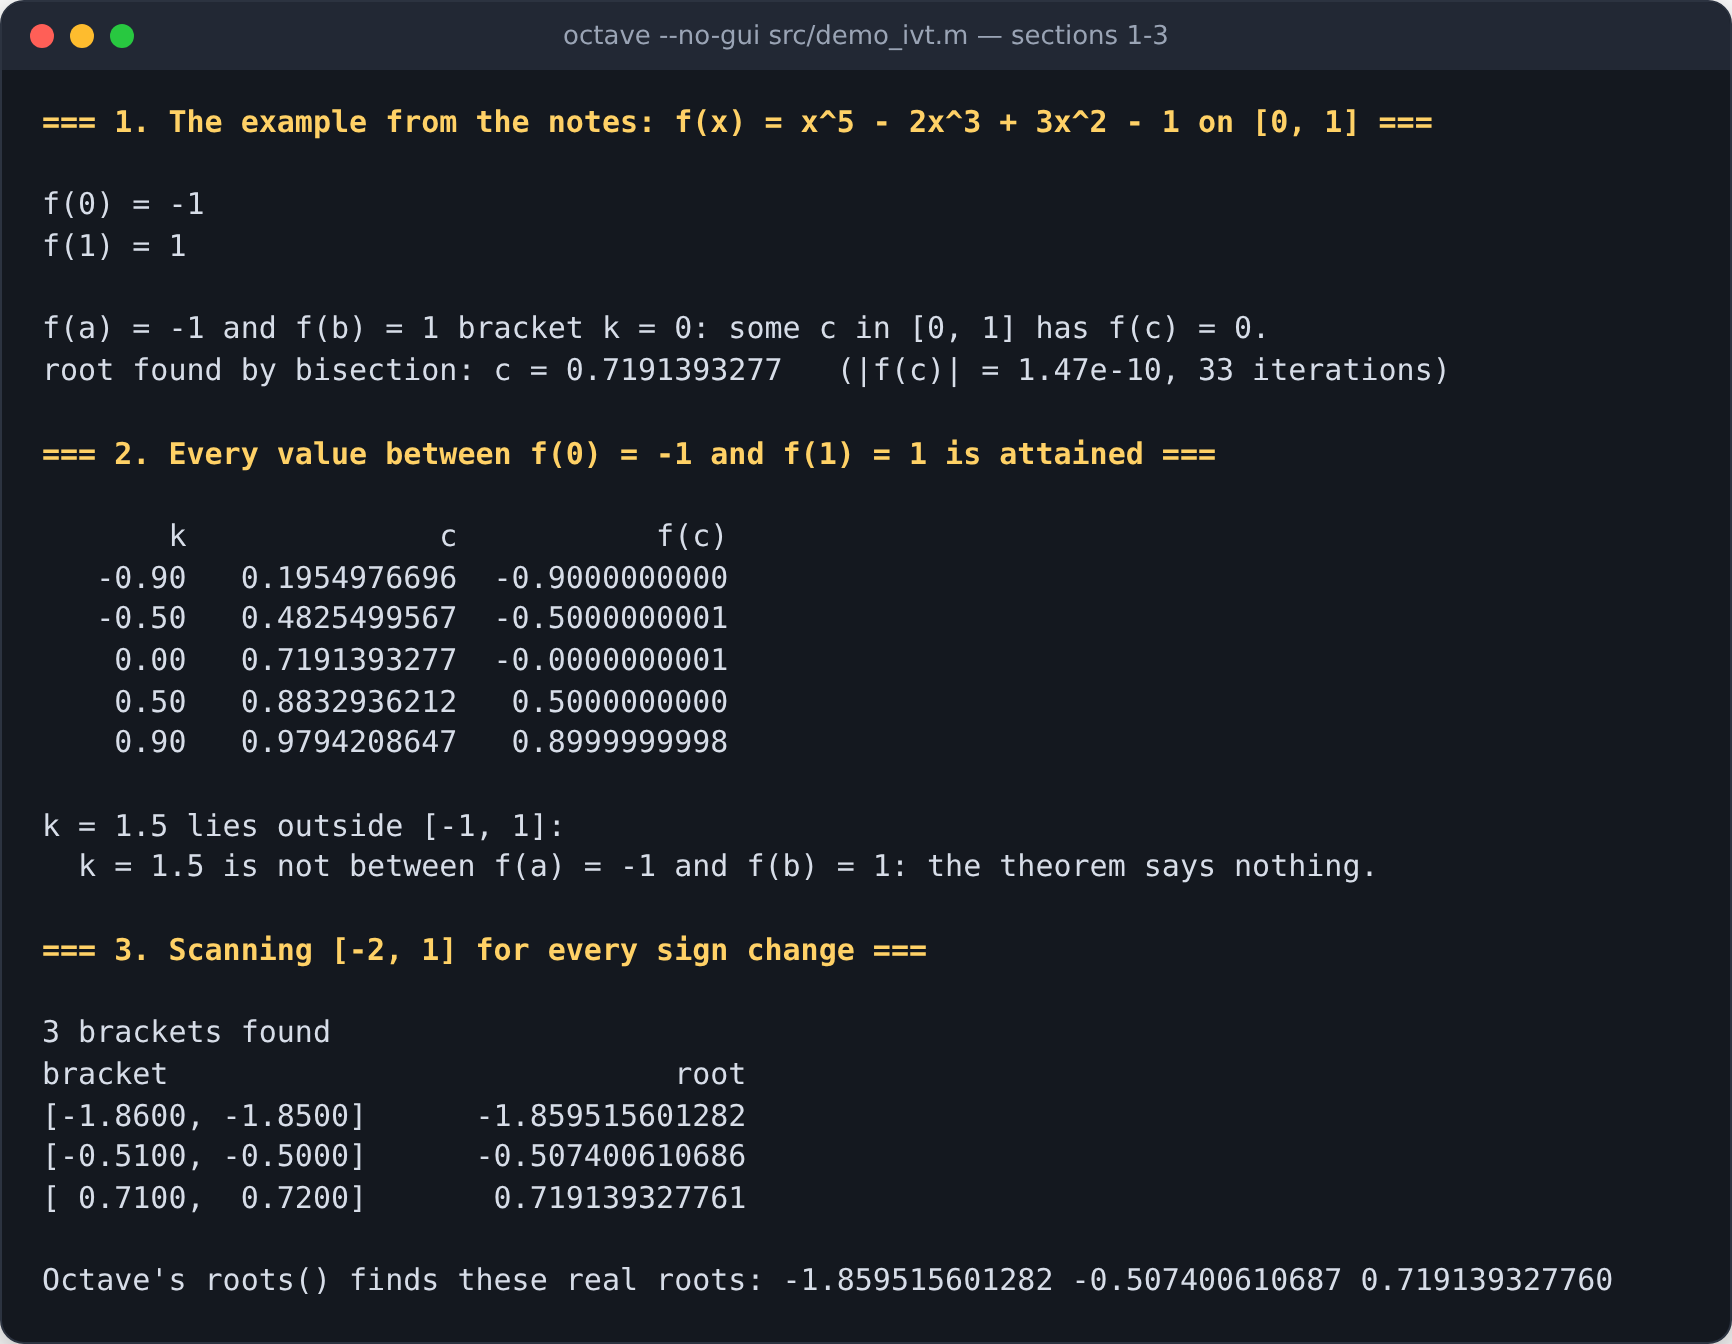 octave --no-gui src/demo_ivt.m — sections 1-3
=== 1. The example from the notes: f(x) = x^5 - 2x^3 + 3x^2 - 1 on [0, 1] ===
f(0) = -1
f(1) = 1
f(a) = -1 and f(b) = 1 bracket k = 0: some c in [0, 1] has f(c) = 0.
root found by bisection: c = 0.7191393277   (|f(c)| = 1.47e-10, 33 iterations)
=== 2. Every value between f(0) = -1 and f(1) = 1 is attained ===
       k              c           f(c)
   -0.90   0.1954976696  -0.9000000000
   -0.50   0.4825499567  -0.5000000001
    0.00   0.7191393277  -0.0000000001
    0.50   0.8832936212   0.5000000000
    0.90   0.9794208647   0.8999999998
k = 1.5 lies outside [-1, 1]:
  k = 1.5 is not between f(a) = -1 and f(b) = 1: the theorem says nothing.
=== 3. Scanning [-2, 1] for every sign change ===
3 brackets found
bracket                            root
[-1.8600, -1.8500]      -1.859515601282
[-0.5100, -0.5000]      -0.507400610686
[ 0.7100,  0.7200]       0.719139327761
Octave's roots() finds these real roots: -1.859515601282 -0.507400610687 0.719139327760